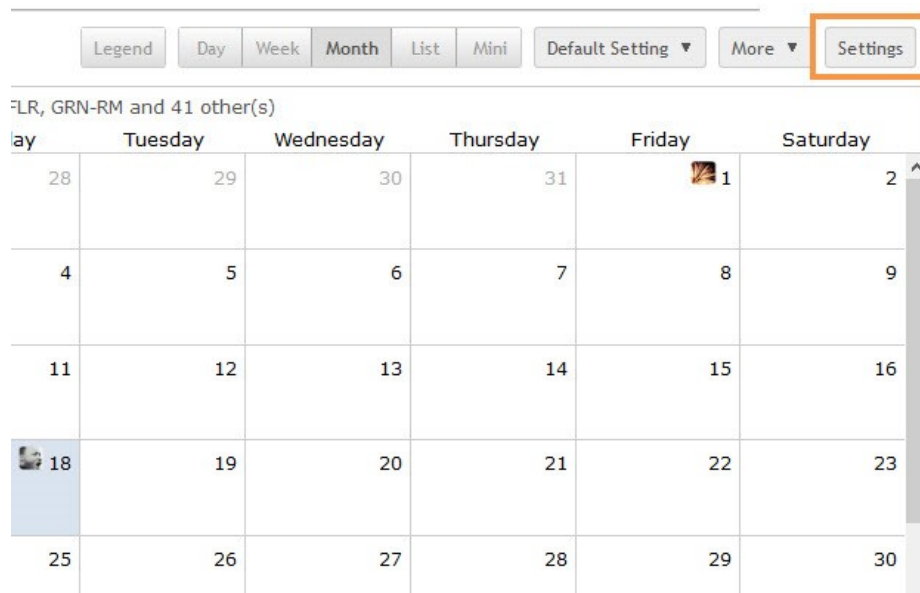 Legend Day Week Month List Mini Default Setting ▼ More ▼ Settings
FLR, GRN-RM and 41 other(s)
lay Tuesday Wednesday Thursday Friday Saturday
28 29 30 31 1 2
4 5 6 7 8 9
11 12 13 14 15 16
18 19 20 21 22 23
25 26 27 28 29 30